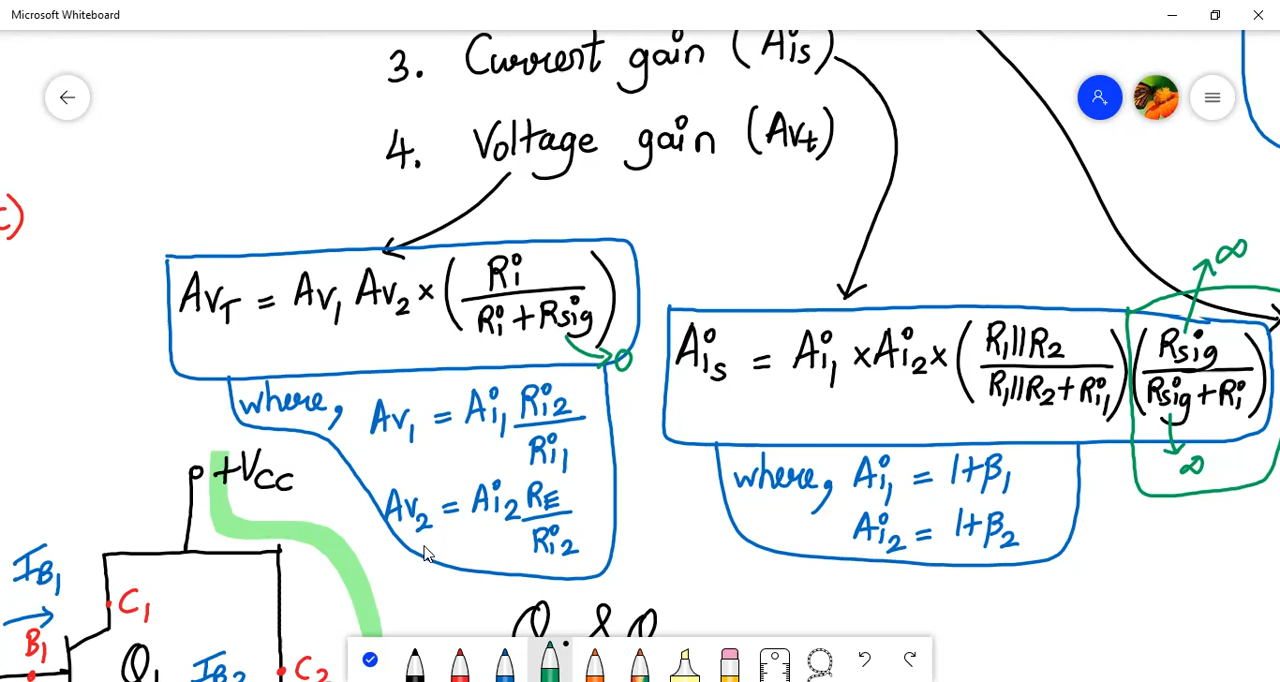 Microsoft Whiteboard
3. Current gain (Ais)
4. Voltage gain (Avt)
c)
AvT = Av1 Av2 × (Ri / (Ri + Rsig))
0
where, Av1 = Ai1 Ri2 / Ri1
Av2 = Ai2 RE / Ri2
∞
Ais = Ai1 × Ai2 × (R1||R2 / (R1||R2 + Ri1)) (Rsig / (Rsig + Ri))
∞
where, Ai1 = 1+β1
Ai2 = 1+β2
+VCC
IB1
C1
B1
Q1
IB2
C2